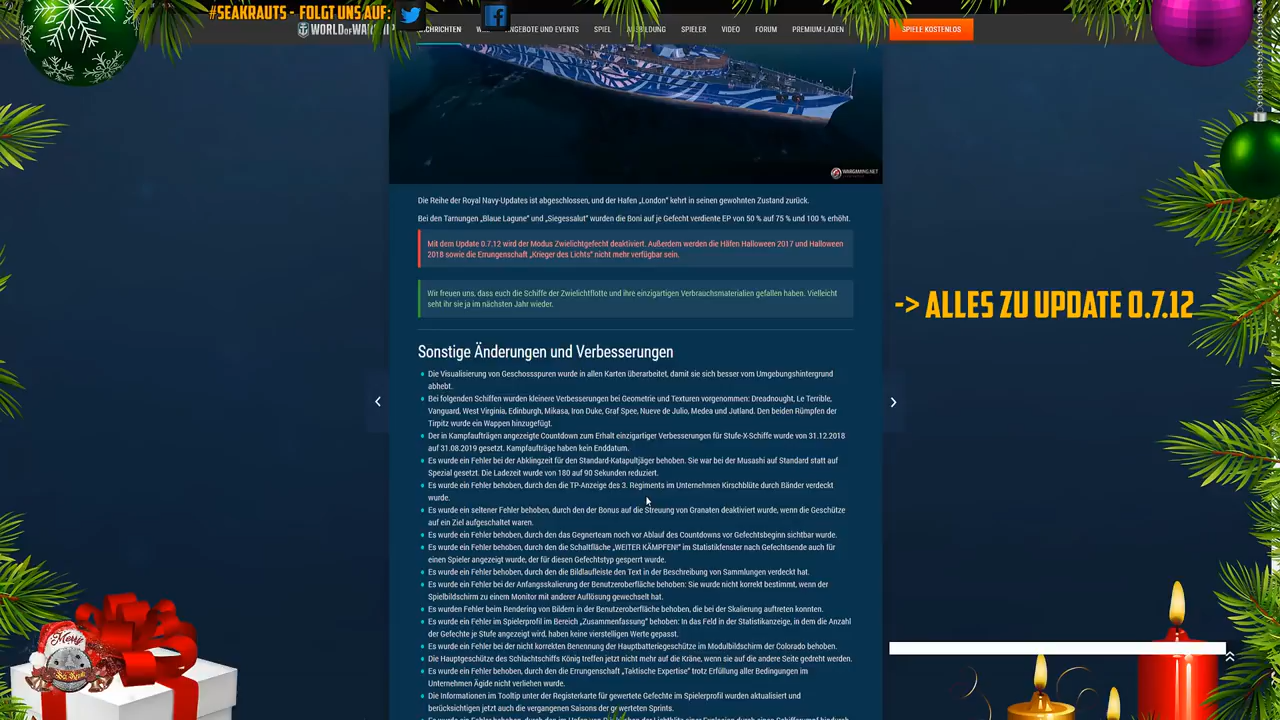 #SEAKRAUTS - FOLGT UNS AUF:
WORLD OF WA
CHRICHTEN
ANGEBOTE UND EVENTS
SPIEL
SPIELER
VIDEO
FORUM
PREMIUM-LADEN
SPIELE KOSTENLOS
WARGAMING.NET
Die Reihe der Royal Navy-Updates ist abgeschlossen, und der Hafen „London" kehrt in seinen gewohnten Zustand zurück.
Bei den Tarnungen „Blaue Lagune" und „Siegessalut" wurden die Boni auf je Gefecht verdiente EP von 50 % auf 75 % und 100 % erhöht.
Mit dem Update 0.7.12 wird der Modus Zwielichtgefecht deaktiviert. Außerdem werden die Häfen Halloween 2017 und Halloween
2018 sowie die Errungenschaft „Krieger des Lichts" nicht mehr verfügbar sein.
Wir freuen uns, dass euch die Schiffe der Zwielichtflotte und ihre einzigartigen Verbrauchsmaterialien gefallen haben. Vielleicht
seht ihr sie ja im nächsten Jahr wieder.
-> ALLES ZU UPDATE 0.7.12
Sonstige Änderungen und Verbesserungen
Die Visualisierung von Geschossspuren wurde in allen Karten überarbeitet, damit sie sich besser vom Umgebungshintergrund
abhebt.
Bei folgenden Schiffen wurden kleinere Verbesserungen bei Geometrie und Texturen vorgenommen: Dreadnought, Le Terrible,
Vanguard, West Virginia, Edinburgh, Mikasa, Iron Duke, Graf Spee, Nueve de Julio, Medea und Jutland. Den beiden Rümpfen der
Tirpitz wurde ein Wappen hinzugefügt.
Der in Kampfaufträgen angezeigte Countdown zum Erhalt einzigartiger Verbesserungen für Stufe-X-Schiffe wurde von 31.12.2018
auf 31.08.2019 gesetzt. Kampfaufträge haben kein Enddatum.
Es wurde ein Fehler bei der Abklingzeit für den Standard-Katapultjäger behoben. Sie war bei der Musashi auf Standard statt auf
Spezial gesetzt. Die Ladezeit wurde von 180 auf 90 Sekunden reduziert.
Es wurde ein Fehler behoben, durch den die TP-Anzeige des 3. Regiments im Unternehmen Kirschblüte durch Bänder verdeckt
wurde.
Es wurde ein seltener Fehler behoben, durch den der Bonus auf die Streuung von Granaten deaktiviert wurde, wenn die Geschütze
auf ein Ziel aufgeschaltet waren.
Es wurde ein Fehler behoben, durch den das Gegnerteam noch vor Ablauf des Countdowns vor Gefechtsbeginn sichtbar wurde.
Es wurde ein Fehler behoben, durch den die Schaltfläche „WEITER KÄMPFEN!" im Statistikfenster nach Gefechtsende auch für
einen Spieler angezeigt wurde, der für diesen Gefechtstyp gesperrt wurde.
Es wurde ein Fehler behoben, durch den die Bildlaufleiste den Text in der Beschreibung von Sammlungen verdeckt hat.
Es wurde ein Fehler bei der Anfangsskalierung der Benutzeroberfläche behoben: Sie wurde nicht korrekt bestimmt, wenn der
Spielbildschirm zu einem Monitor mit anderer Auflösung gewechselt hat.
Es wurden Fehler beim Rendering von Bildern in der Benutzeroberfläche behoben, die bei der Skalierung auftreten konnten.
Es wurde ein Fehler im Spielerprofil im Bereich „Zusammenfassung" behoben: In das Feld in der Statistikanzeige, in dem die Anzahl
der Gefechte je Stufe angezeigt wird, haben keine vierstelligen Werte gepasst.
Es wurde ein Fehler bei der nicht korrekten Benennung der Hauptbatteriegeschütze im Modulbildschirm der Colorado behoben.
Die Hauptgeschütze des Schlachtschiffs König treffen jetzt nicht mehr auf die Kräne, wenn sie auf die andere Seite gedreht werden.
Es wurde ein Fehler behoben, durch den die Errungenschaft „Taktische Expertise" trotz Erfüllung aller Bedingungen im
Unternehmen Ägide nicht verliehen wurde.
Die Informationen im Tooltip unter der Registerkarte für gewertete Gefechte im Spielerprofil wurden aktualisiert und
berücksichtigen jetzt auch die vergangenen Saisons der gewerteten Sprints.
Merry